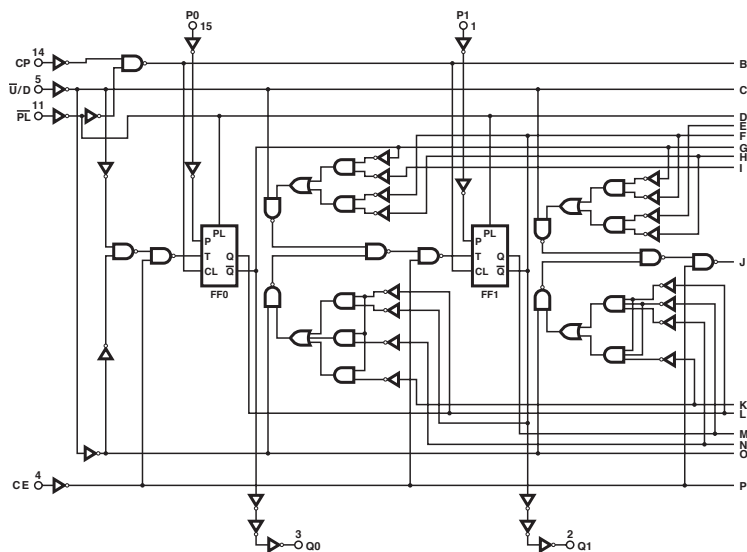 P0
15
P1
1
CP
14
B
U̅/D
5
C
P̅L̅
11
D
E
F
G
H
I
PL
P
T Q
CL Q̅
FF0
PL
P
T Q
CL Q̅
FF1
J
K
L
M
N
O
CE
4
P
3
Q0
2
Q1